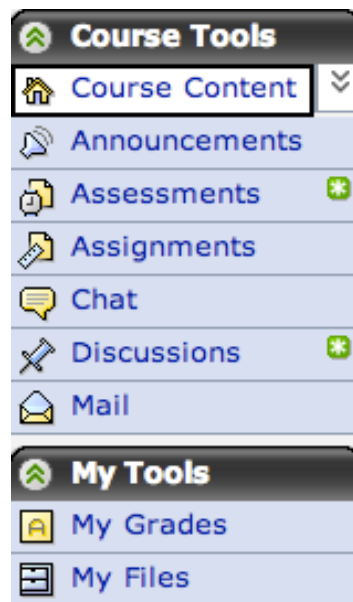 Course Tools
Course Content
Announcements
Assessments
Assignments
Chat
Discussions
Mail
My Tools
My Grades
My Files